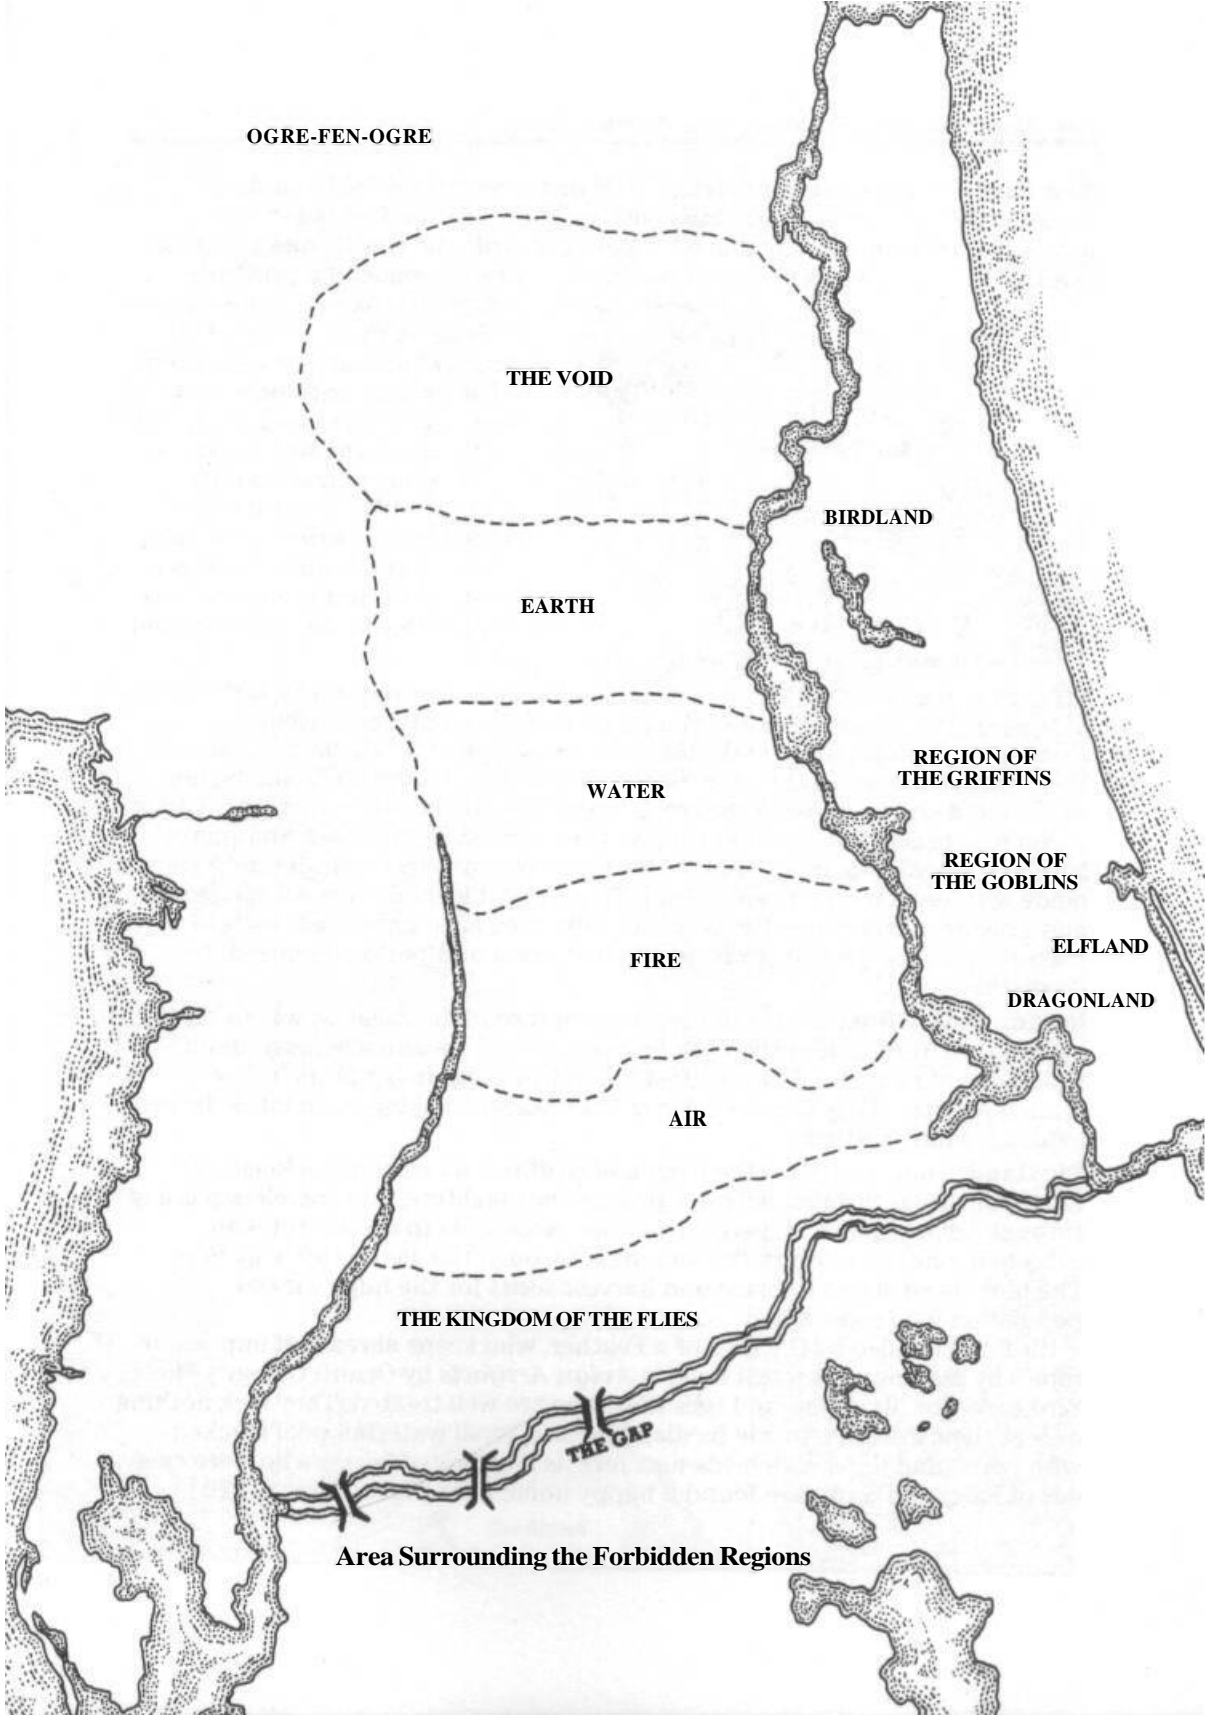 OGRE-FEN-OGRE
THE VOID
BIRDLAND
EARTH
REGION OF
THE GRIFFINS
WATER
REGION OF
THE GOBLINS
ELFLAND
FIRE
DRAGONLAND
AIR
THE KINGDOM OF THE FLIES
THE GAP
Area Surrounding the Forbidden Regions